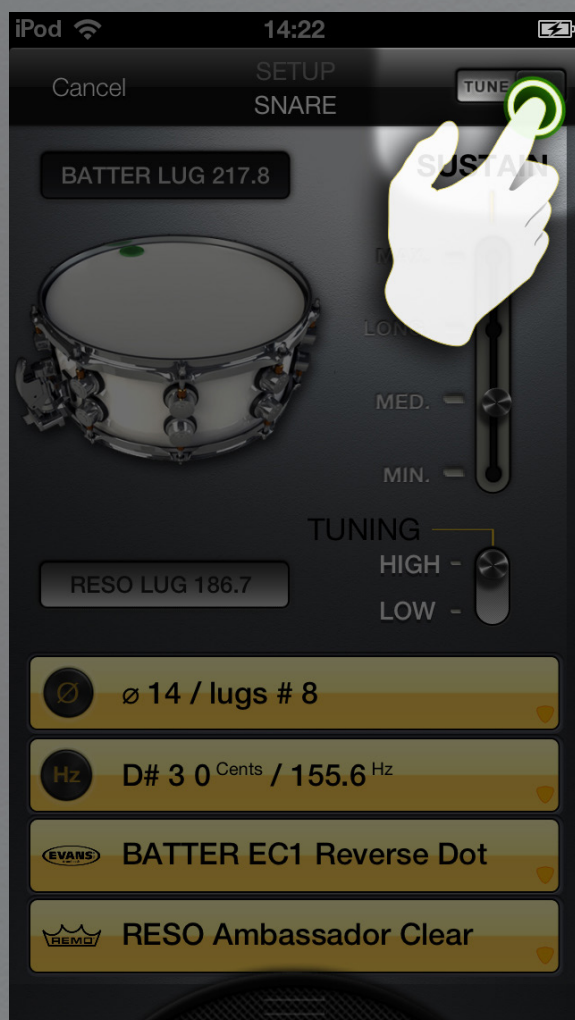 iPod 14:22
SETUP
Cancel
SNARE
TUNE
BATTER LUG 217.8
SUSTAIN
MED.
MIN.
TUNING
HIGH
LOW
RESO LUG 186.7
Ø
ø 14 / lugs # 8
Hz
D# 3 0 Cents / 155.6 Hz
EVANS
BATTER EC1 Reverse Dot
REMO
RESO Ambassador Clear